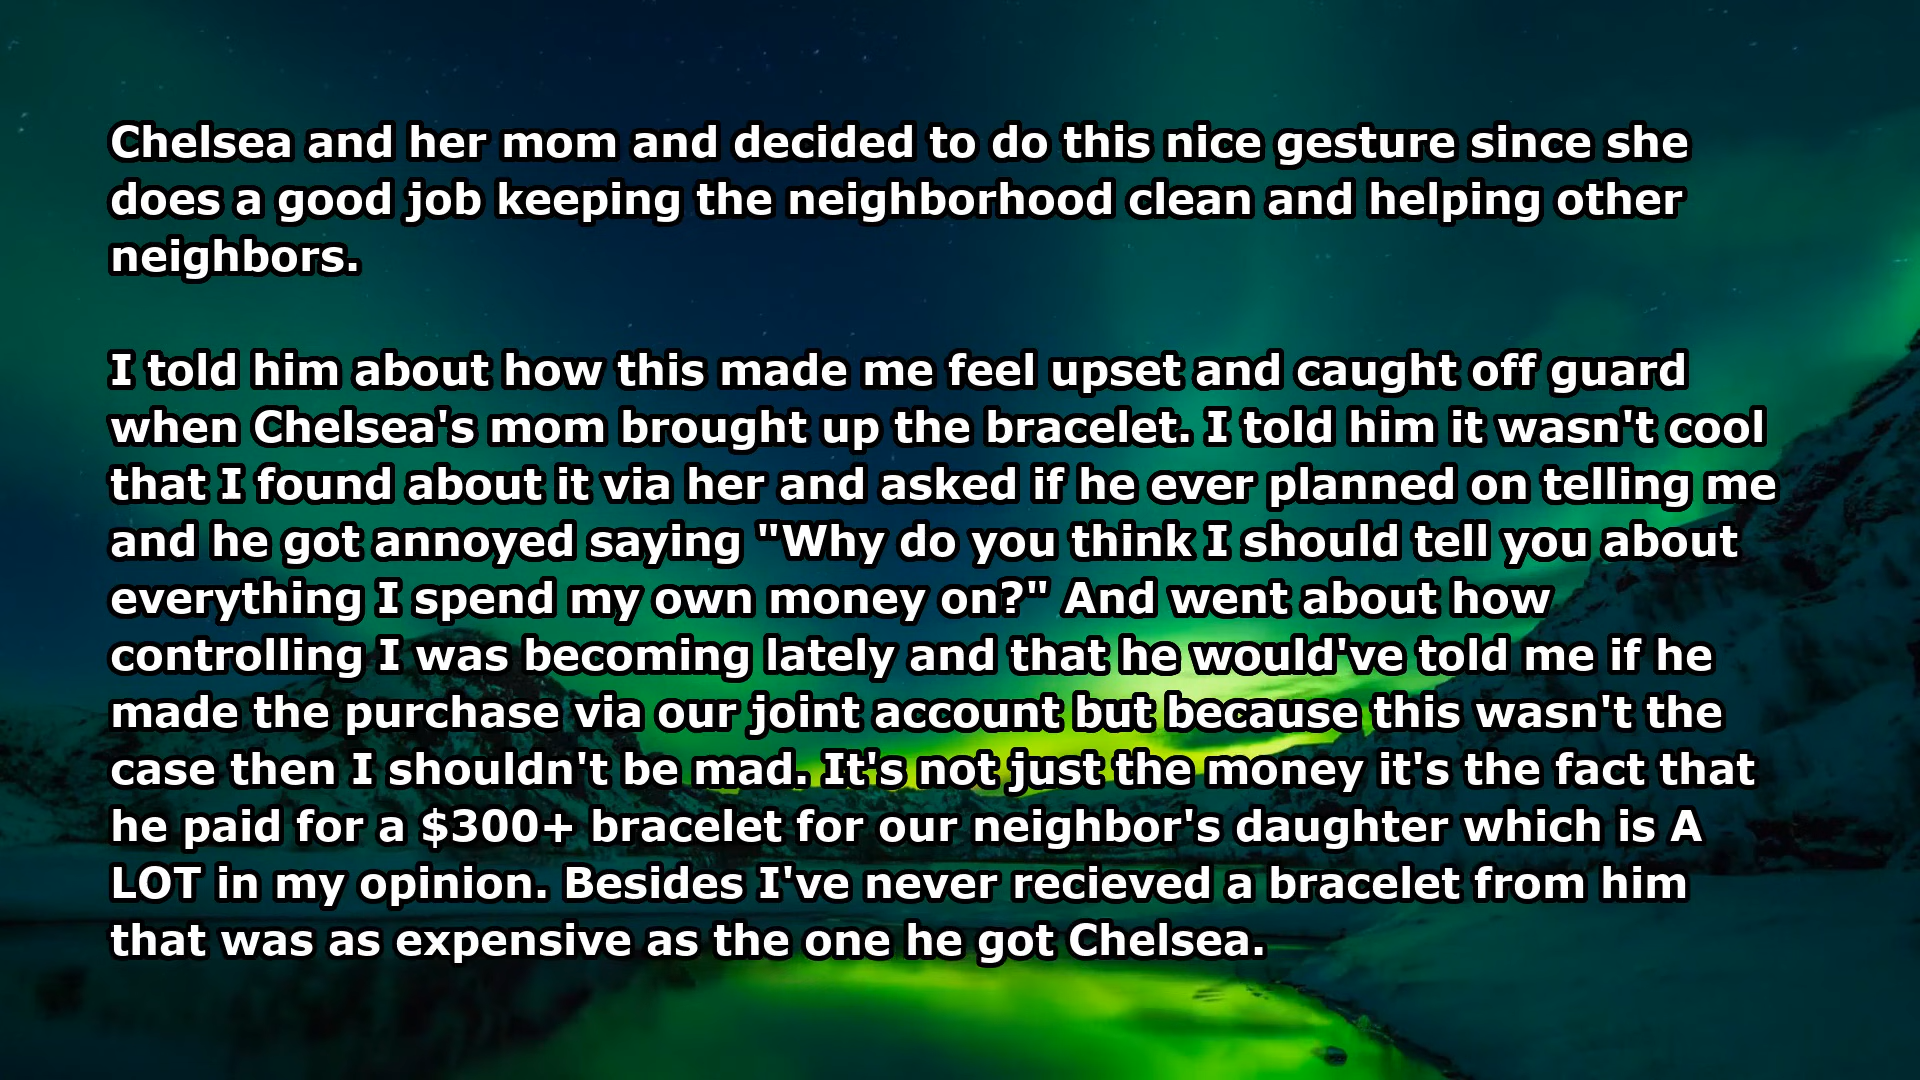 Chelsea and her mom and decided to do this nice gesture since she
does a good job keeping the neighborhood clean and helping other
neighbors.
I told him about how this made me feel upset and caught off guard
when Chelsea's mom brought up the bracelet. I told him it wasn't cool
that I found about it via her and asked if he ever planned on telling me
and he got annoyed saying "Why do you think I should tell you about
everything I spend my own money on?" And went about how
controlling I was becoming lately and that he would've told me if he
made the purchase via our joint account but because this wasn't the
case then I shouldn't be mad. It's not just the money it's the fact that
he paid for a $300+ bracelet for our neighbor's daughter which is A
LOT in my opinion. Besides I've never recieved a bracelet from him
that was as expensive as the one he got Chelsea.